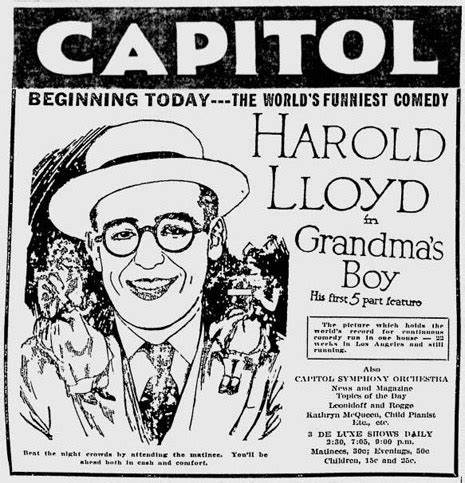 CAPITOL
BEGINNING TODAY---THE WORLD'S FUNNIEST COMEDY
HAROLD
LLOYD
in
Grandma's
Boy
His first 5 part feature
The picture which holds the
world's record for continuous
comedy run in one house — 22
weeks in Los Angeles and still
running.
Also
CAPITOL SYMPHONY ORCHESTRA
News and Magazine
Topics of the Day
Leonidoff and Rogge
Kathryn McQueen, Child Pianist
Etc., etc.
3 DE LUXE SHOWS DAILY
2:30, 7:05, 9:00 p.m.
Matinees, 30c; Evenings, 50c
Children, 15c and 25c.
Beat the night crowds by attending the matinee. You'll be
ahead both in cash and comfort.